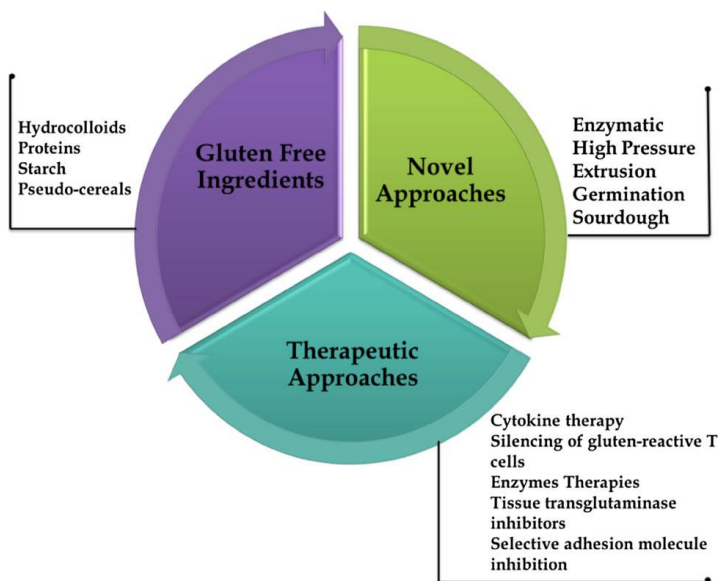 Gluten Free
Ingredients
Hydrocolloids
Proteins
Starch
Pseudo-cereals
Novel
Approaches
Enzymatic
High Pressure
Extrusion
Germination
Sourdough
Therapeutic
Approaches
Cytokine therapy
Silencing of gluten-reactive T
cells
Enzymes Therapies
Tissue transglutaminase
inhibitors
Selective adhesion molecule
inhibition